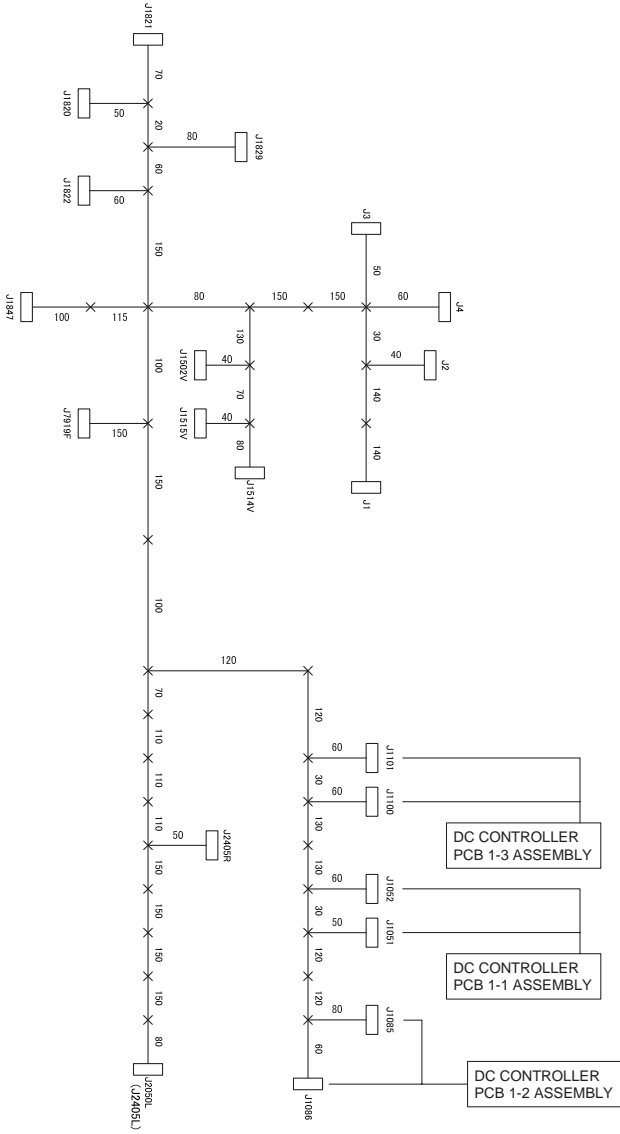 J1821
70
J1820
50
20
80
J1829
60
J1822
60
150
J3
50
J1847
100
115
80
150
150
60
J4
100
130
30
J1502V
40
40
J2
70
140
J7919F
150
J1515V
40
80
J1514V
140
J1
150
100
120
70
120
110
60
J1101
110
30
60
J1100
110
130
DC CONTROLLER
PCB 1-3 ASSEMBLY
50
J2405R
150
130
60
J1052
150
30
50
J1051
150
120
DC CONTROLLER
PCB 1-1 ASSEMBLY
150
120
80
J1085
80
60
J2050L
(J2405L)
J1086
DC CONTROLLER
PCB 1-2 ASSEMBLY